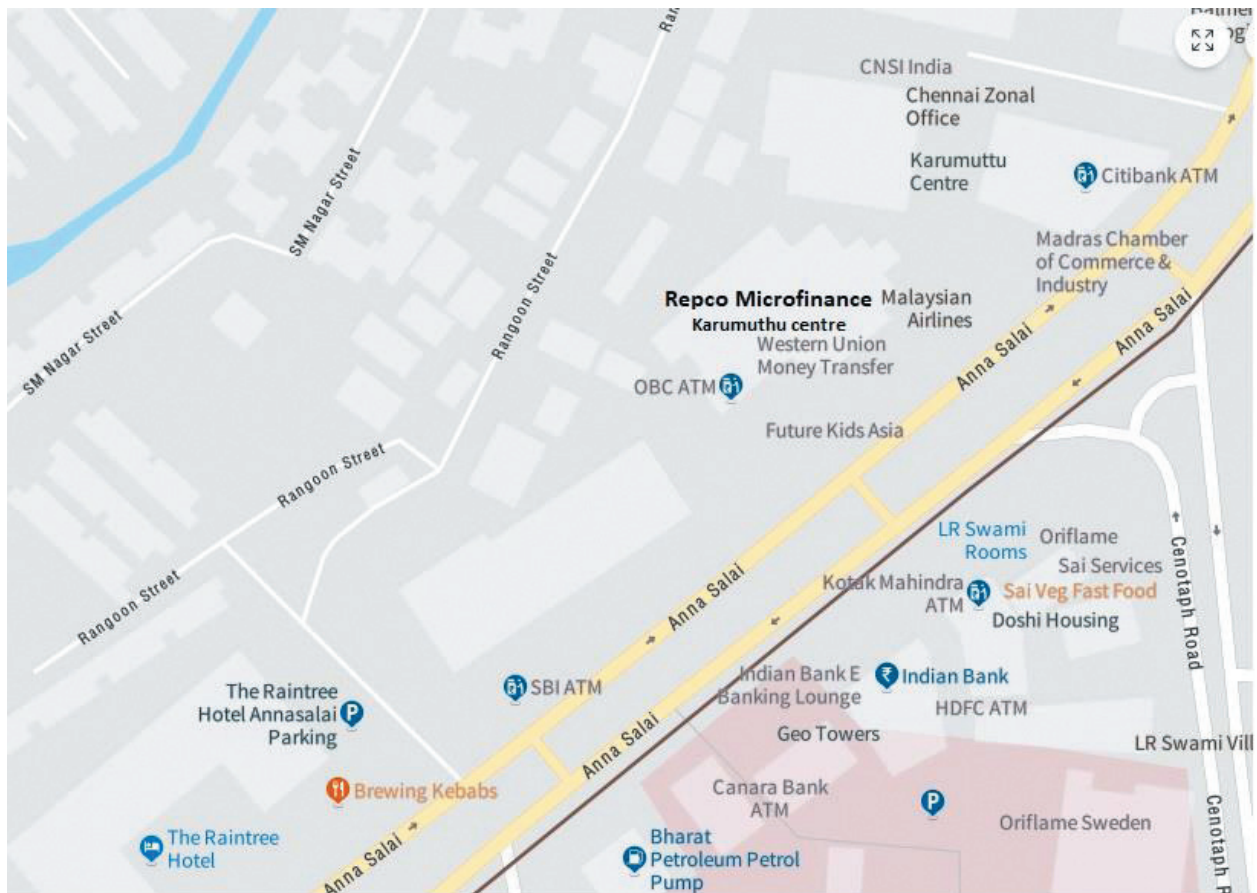 CNSI India
Chennai Zonal
Office
Karumuttu
Centre
Citibank ATM
SM Nagar Street
Madras Chamber
of Commerce &
Industry
Repco Microfinance
Karumuthu centre
Malaysian
Airlines
Anna Salai
SM Nagar Street
Rangoon Street
Western Union
Money Transfer
OBC ATM
Anna Salai
Future Kids Asia
Rangoon Street
LR Swami
Rooms
Oriflame
Sai Services
Kotak Mahindra
ATM
Sai Veg Fast Food
Doshi Housing
Cenotaph Road
Anna Salai
Rangoon Street
SBI ATM
Indian Bank E
Banking Lounge
Indian Bank
HDFC ATM
The Raintree
Hotel Annasalai
Parking
P
Anna Salai
Geo Towers
LR Swami Vill
Brewing Kebabs
Canara Bank
ATM
P
Oriflame Sweden
The Raintree
Hotel
Anna Salai
Bharat
Petroleum Petrol
Pump
Cenotaph R